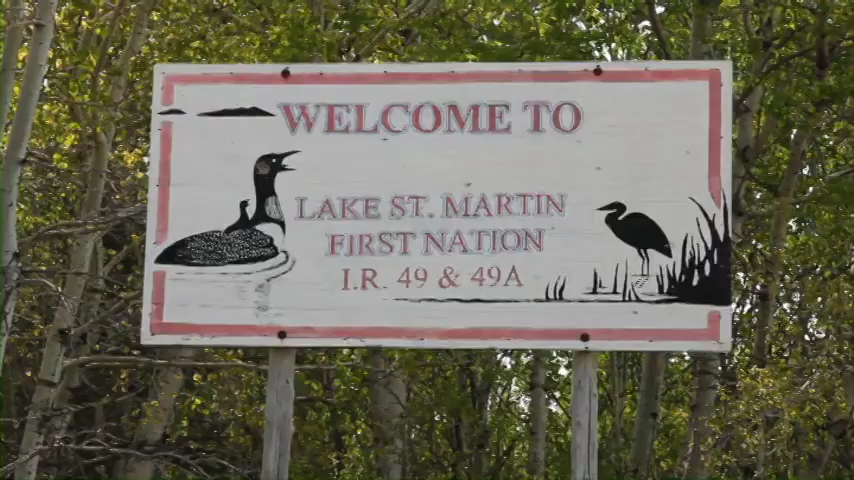 WELCOME TO
LAKE ST. MARTIN
FIRST NATION
I.R. 49 & 49A